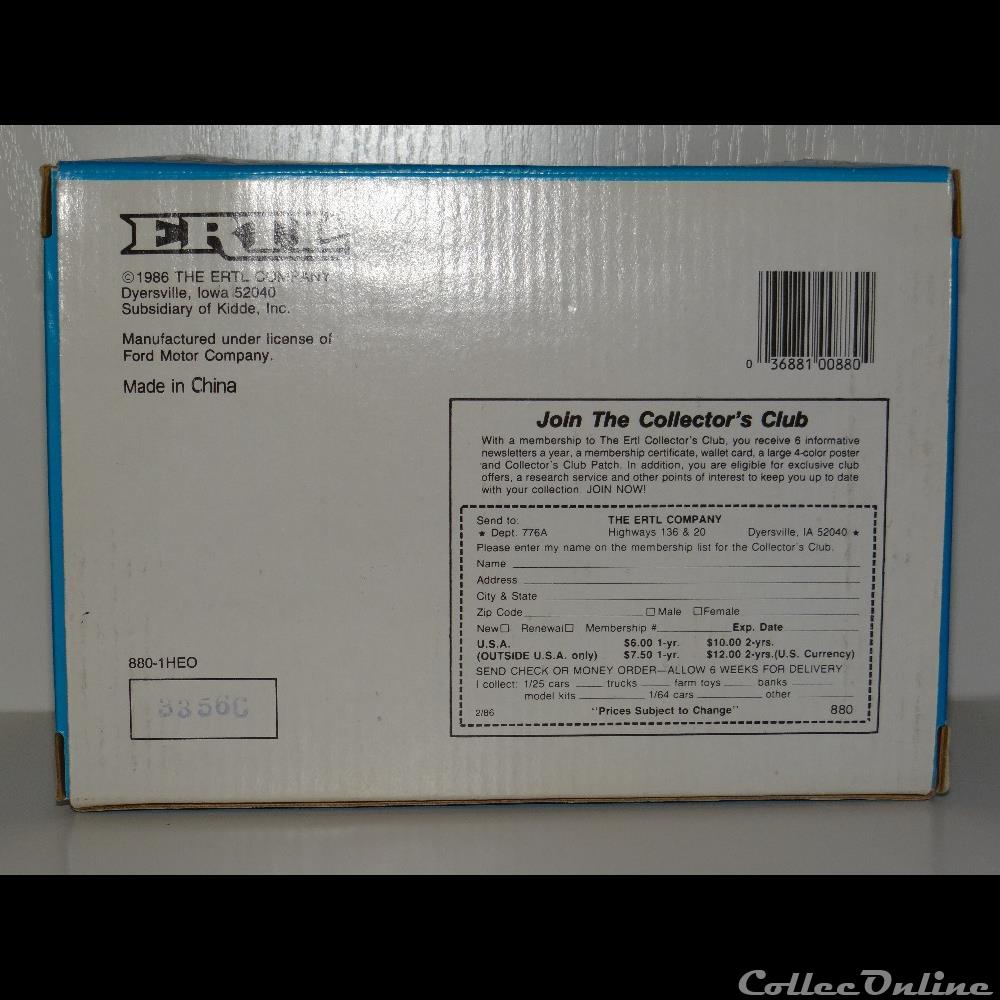 ERTL
©1986 THE ERTL COMPANY
Dyersville, Iowa 52040
Subsidiary of Kidde, Inc.
Manufactured under license of
Ford Motor Company.
Made in China
0 36881 00880
Join The Collector's Club
With a membership to The Ertl Collector's Club, you receive 6 informative
newsletters a year, a membership certificate, wallet card, a large 4-color poster
and Collector's Club Patch. In addition, you are eligible for exclusive club
offers, a research service and other points of interest to keep you up to date
with your collection. JOIN NOW!
Send to: THE ERTL COMPANY
★ Dept. 776A Highways 136 & 20 Dyersville, IA 52040 ★
Please enter my name on the membership list for the Collector's Club.
Name
Address
City & State
Zip Code □ Male □ Female
New □ Renewal □ Membership # Exp. Date
U.S.A. $6.00 1-yr. $10.00 2-yrs.
(OUTSIDE U.S.A. only) $7.50 1-yr. $12.00 2-yrs. (U.S. Currency)
SEND CHECK OR MONEY ORDER—ALLOW 6 WEEKS FOR DELIVERY
I collect: 1/25 cars trucks farm toys banks
model kits 1/64 cars other
2/86 "Prices Subject to Change" 880
880-1HEO
3356C
CollecOnline